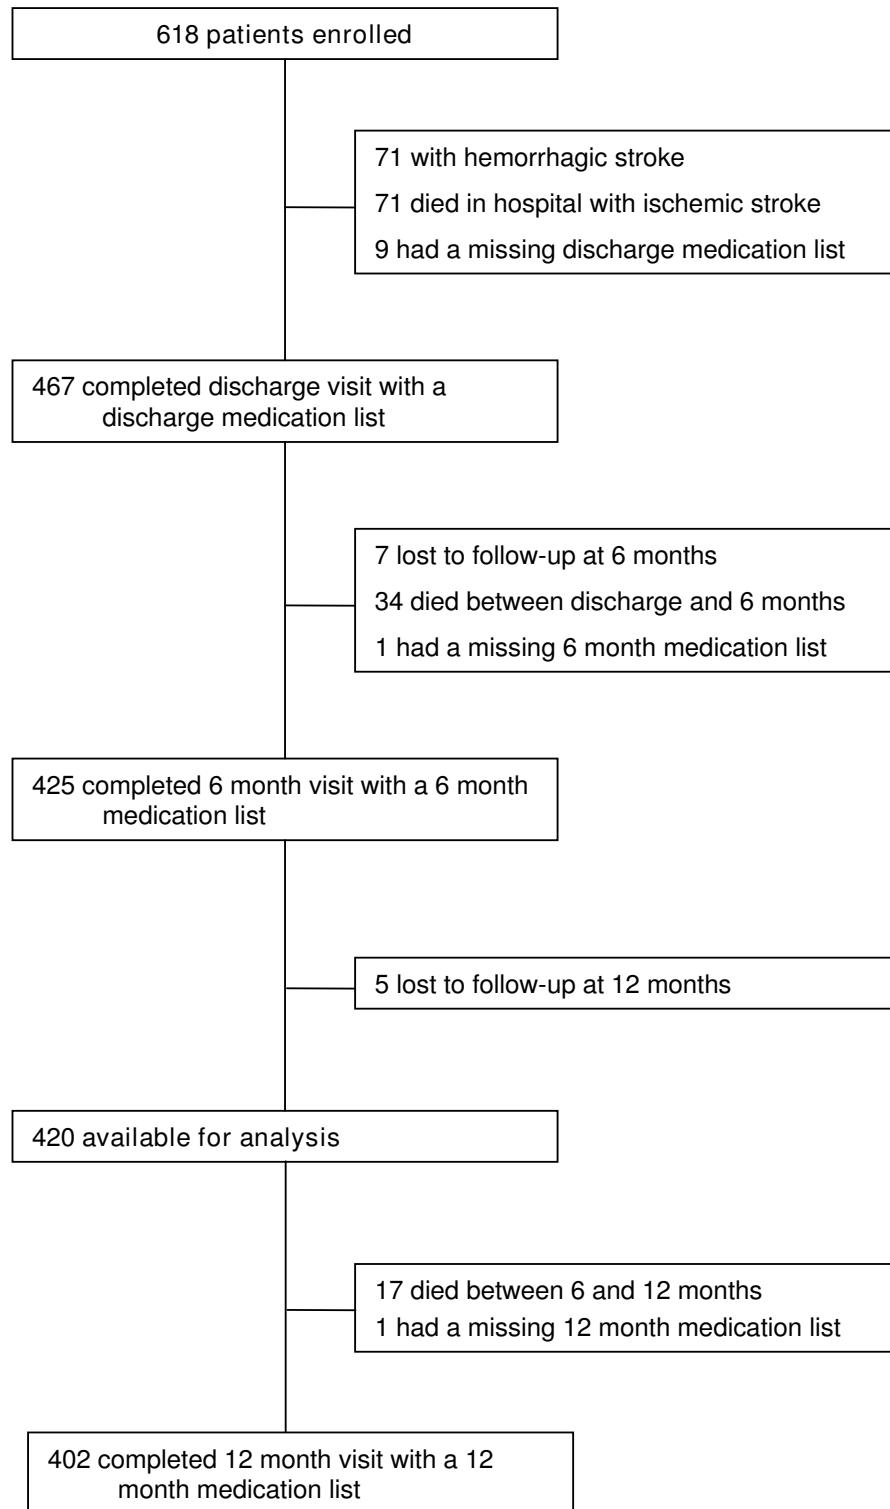 618 patients enrolled
71 with hemorrhagic stroke
71 died in hospital with ischemic stroke
9 had a missing discharge medication list
467 completed discharge visit with a
discharge medication list
7 lost to follow-up at 6 months
34 died between discharge and 6 months
1 had a missing 6 month medication list
425 completed 6 month visit with a 6 month
medication list
5 lost to follow-up at 12 months
420 available for analysis
17 died between 6 and 12 months
1 had a missing 12 month medication list
402 completed 12 month visit with a 12
month medication list